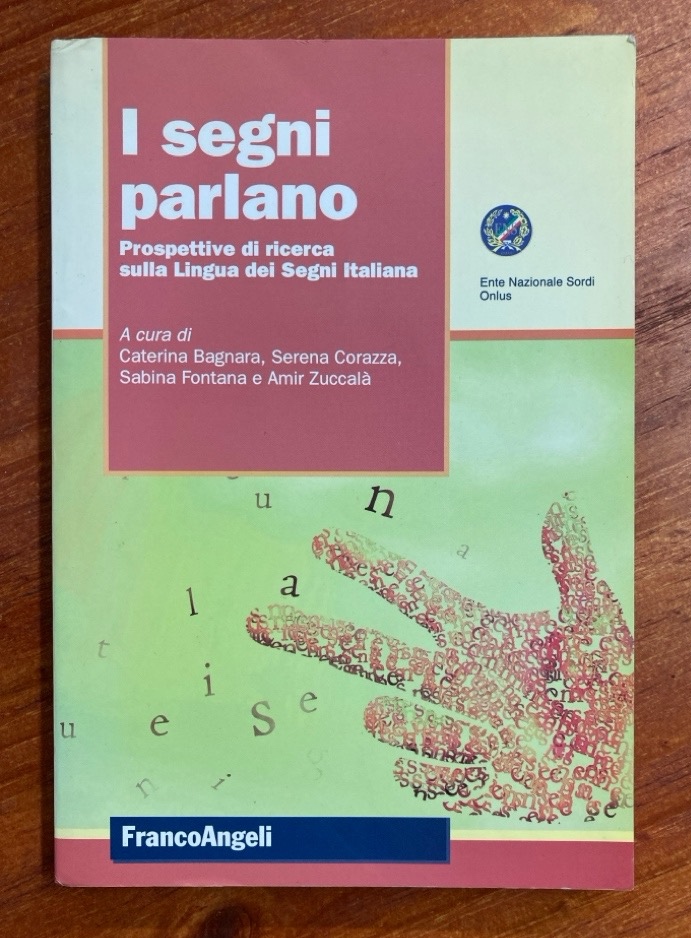 I segni
parlano
Prospettive di ricerca
sulla Lingua dei Segni Italiana
A cura di
Caterina Bagnara, Serena Corazza,
Sabina Fontana e Amir Zuccalà
ENS
Ente Nazionale Sordi
Onlus
u
n
a
a
l
t
i
e
u
e
s
n
i
g
FrancoAngeli